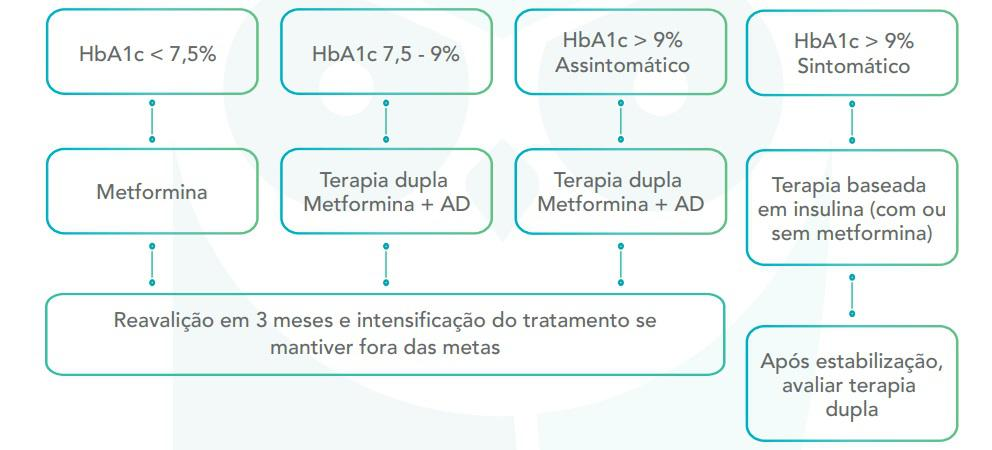 HbA1c < 7,5%
HbA1c 7,5 - 9%
HbA1c > 9%
Assintomático
HbA1c > 9%
Sintomático
Metformina
Terapia dupla
Metformina + AD
Terapia dupla
Metformina + AD
Terapia baseada
em insulina (com ou
sem metformina)
Reavalição em 3 meses e intensificação do tratamento se
mantiver fora das metas
Após estabilização,
avaliar terapia
dupla